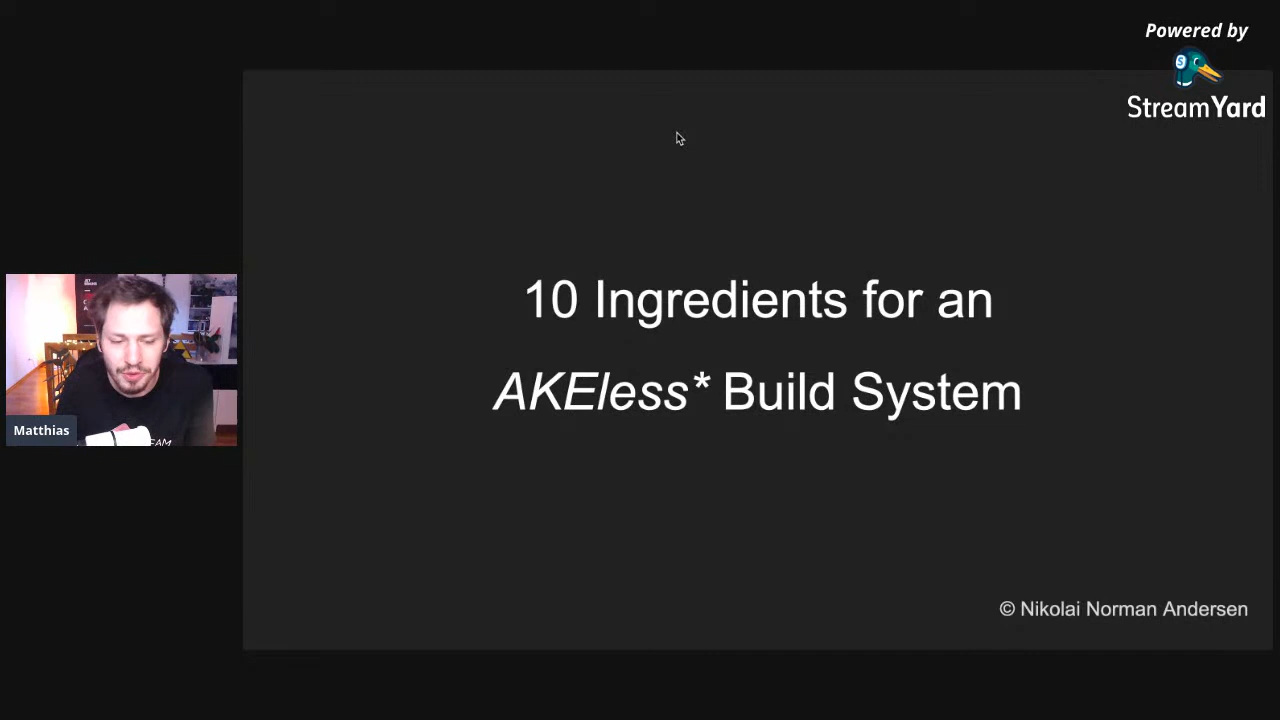 Powered by
StreamYard
10 Ingredients for an
AKEless* Build System
Matthias
© Nikolai Norman Andersen